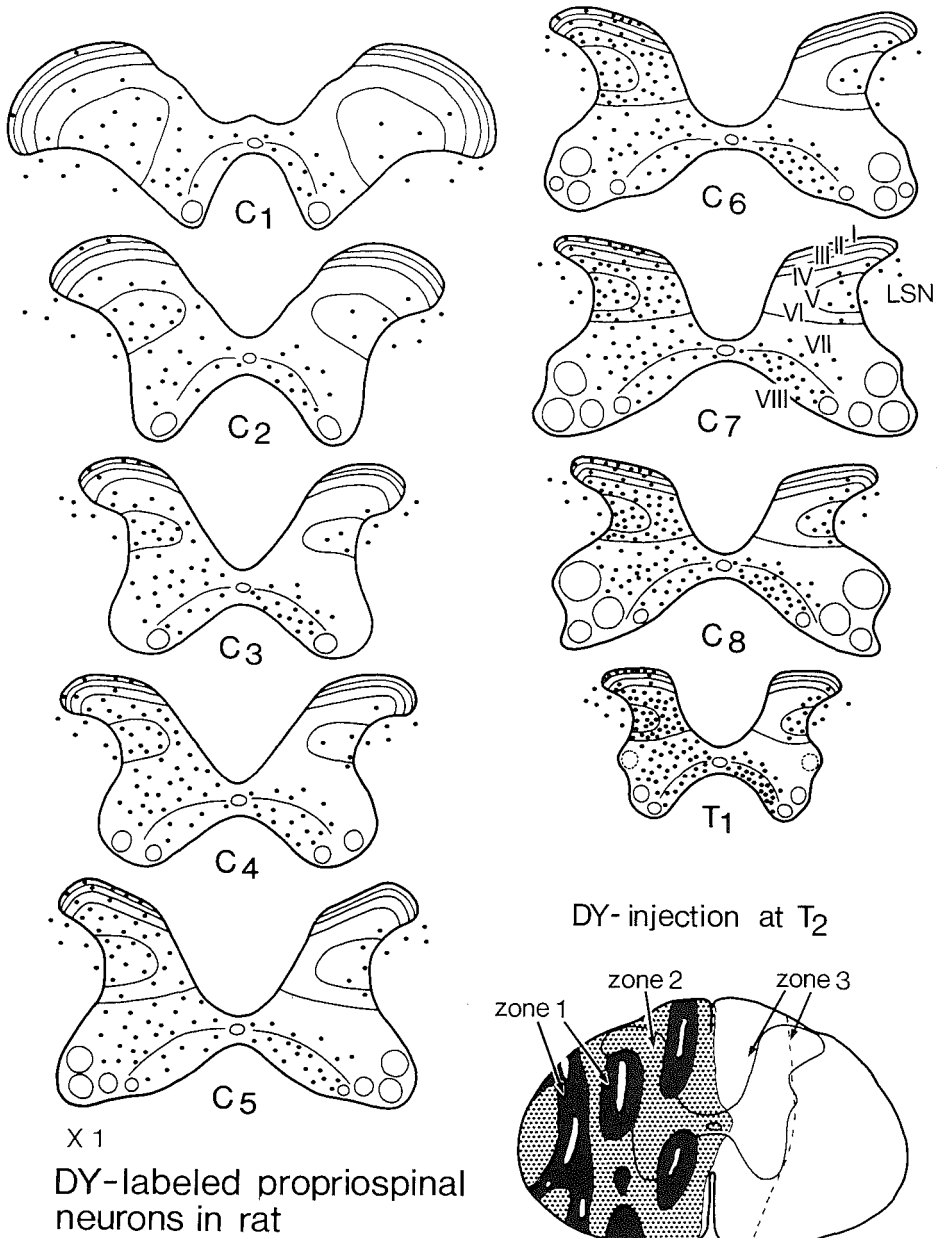 C1
C2
C3
C4
C5
X 1
DY-labeled propriospinal
neurons in rat
C6
I
II
III
IV
V
VI
VII
VIII
LSN
C7
C8
T1
DY-injection at T2
zone 1
zone 2
zone 3